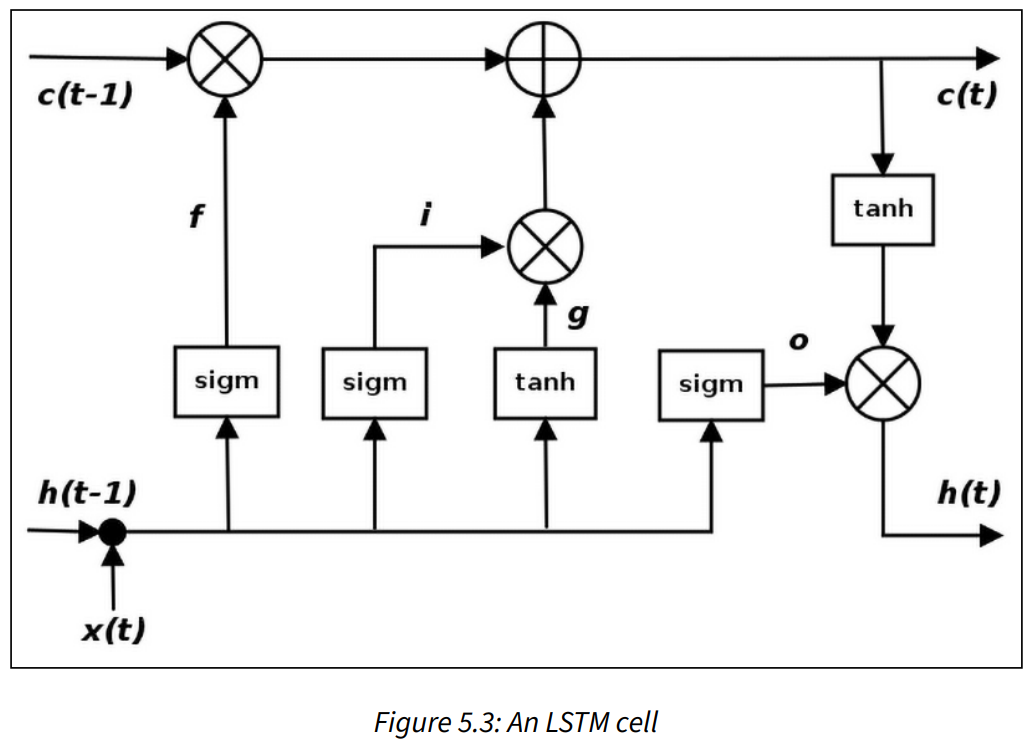 c(t-1)
c(t)
tanh
f
i
g
o
sigm
sigm
tanh
sigm
h(t-1)
h(t)
x(t)
Figure 5.3: An LSTM cell